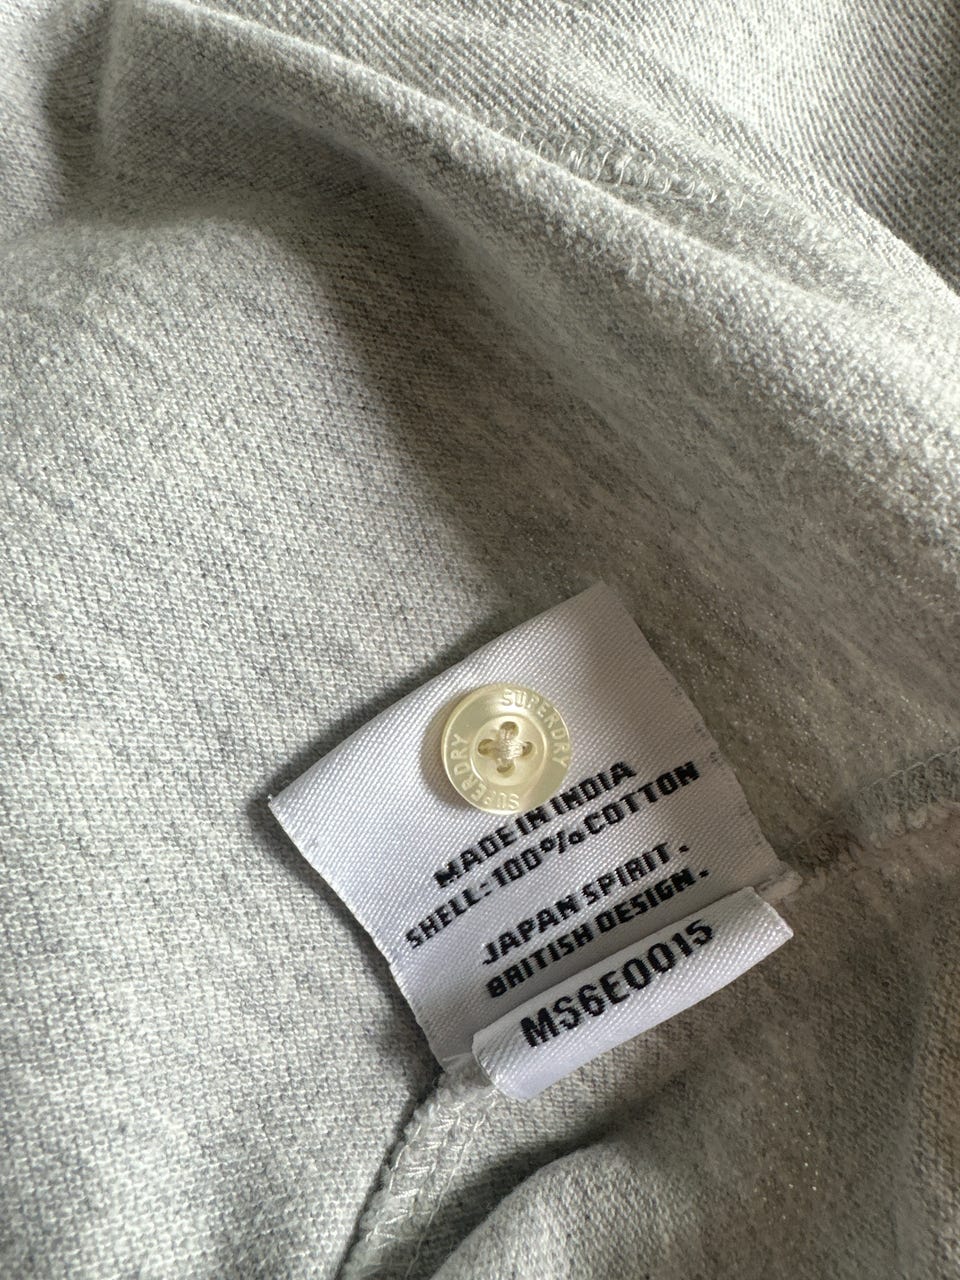 SUPERDRY
SUPERDRY
MADE IN INDIA
SHELL: 100% COTTON
JAPAN SPIRIT.
BRITISH DESIGN.
MS6E0015